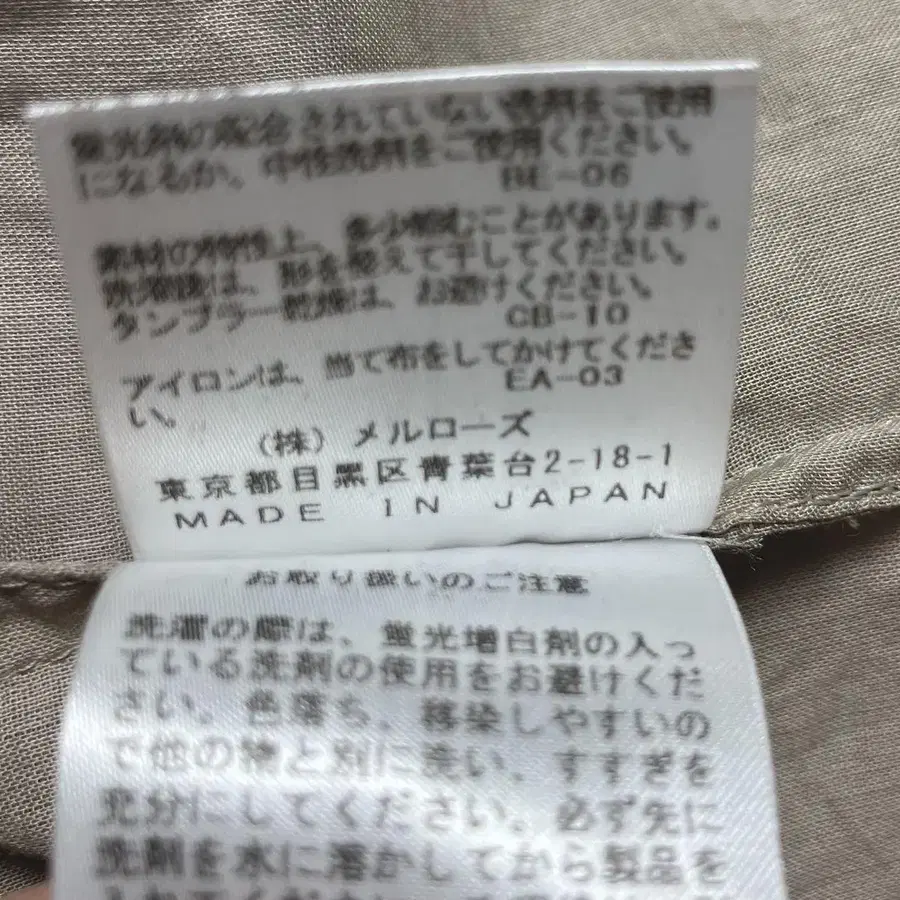 蛍光剤の配合されていない洗剤をご使用
になるか、中性洗剤をご使用ください。
BE-06
素材の特性上、多少縮むことがあります。
洗濯後は、形を整えて干してください。
タンブラー乾燥は、お避けください。
CB-10
アイロンは、当て布をしてかけてくださ
い。
EA-03
(株) メルローズ
東京都目黒区青葉台2-18-1
MADE IN JAPAN
お取り扱いのご注意
洗濯の際は、蛍光増白剤の入っ
ている洗剤の使用をお避けくだ
さい。色落ち、移染しやすいの
で他の物と別に洗い、すすぎを
充分にしてください。必ず先に
洗剤を水に溶かしてから製品を